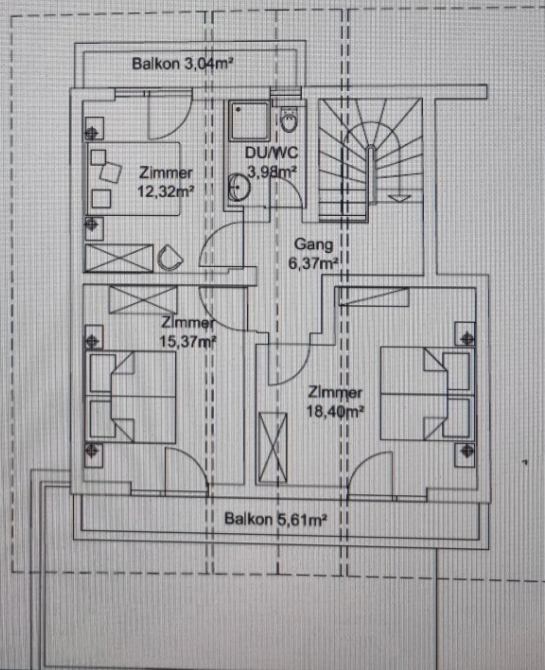 Balkon 3,04m²
DU/WC
3,98m²
Zimmer
12,32m²
Gang
6,37m²
Zimmer
15,37m²
Zimmer
18,40m²
Balkon 5,61m²